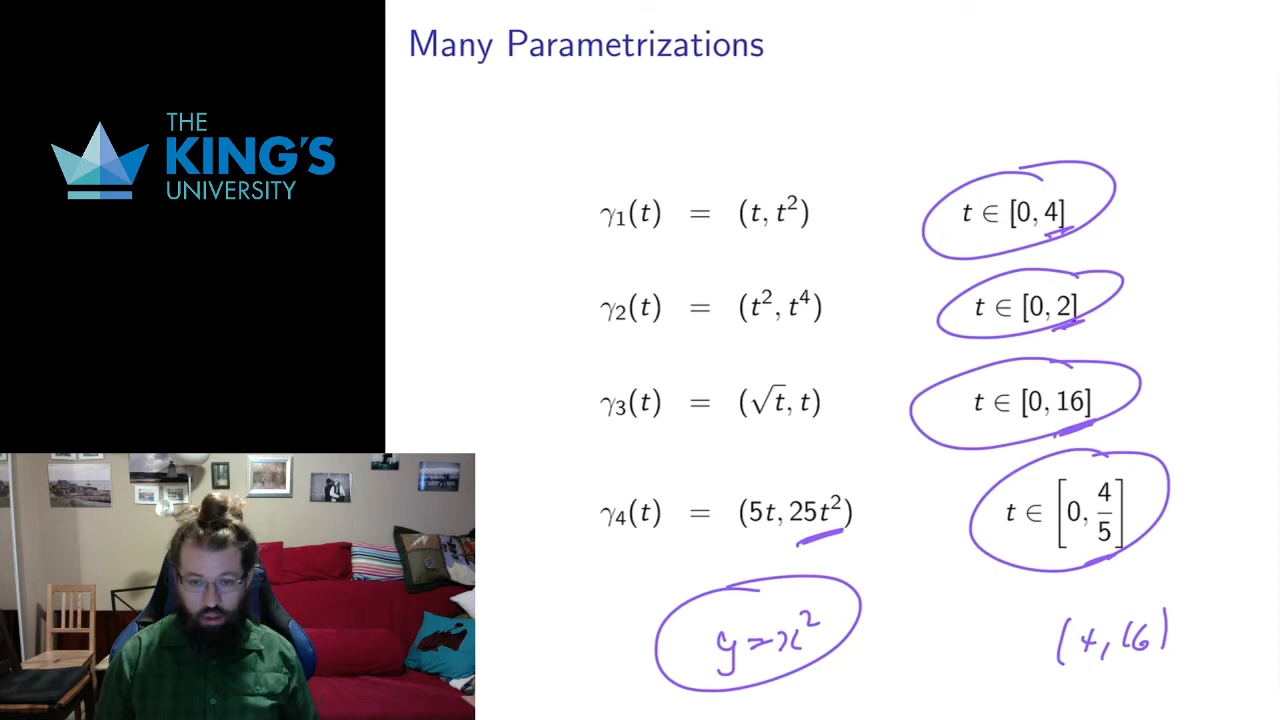 Many Parametrizations
THE
KING'S
UNIVERSITY
γ₁(t) = (t, t²) t ∈ [0, 4]
γ₂(t) = (t², t⁴) t ∈ [0, 2]
γ₃(t) = (√t, t) t ∈ [0, 16]
γ₄(t) = (5t, 25t²) t ∈ [0, 4/5]
y = x² (4, 16)